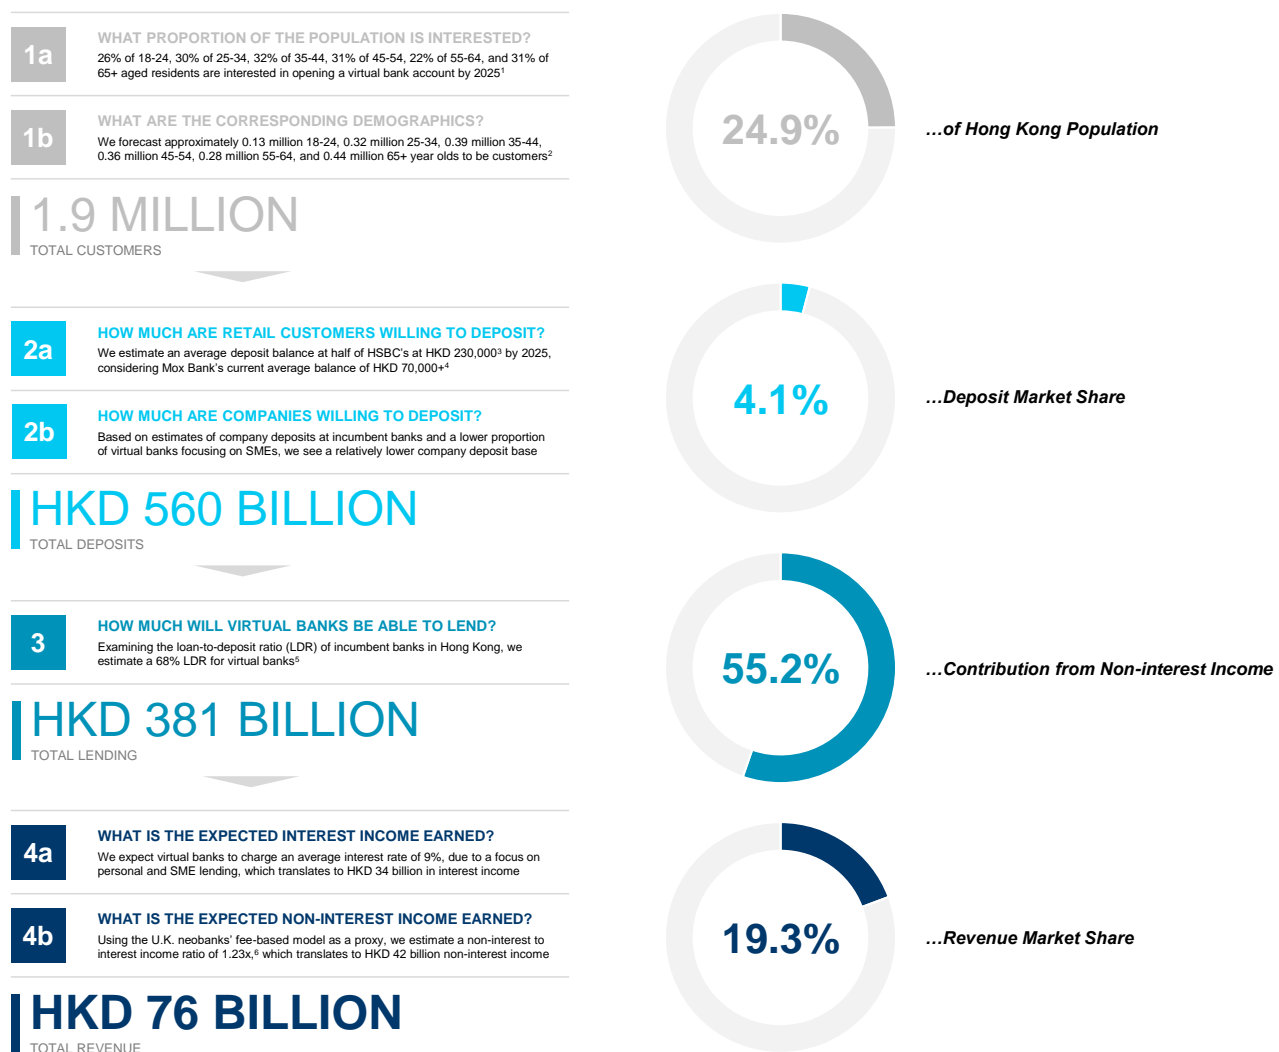 1a
WHAT PROPORTION OF THE POPULATION IS INTERESTED?
26% of 18-24, 30% of 25-34, 32% of 35-44, 31% of 45-54, 22% of 55-64, and 31% of
65+ aged residents are interested in opening a virtual bank account by 2025¹
1b
WHAT ARE THE CORRESPONDING DEMOGRAPHICS?
We forecast approximately 0.13 million 18-24, 0.32 million 25-34, 0.39 million 35-44,
0.36 million 45-54, 0.28 million 55-64, and 0.44 million 65+ year olds to be customers²
1.9 MILLION
TOTAL CUSTOMERS
24.9%
...of Hong Kong Population
2a
HOW MUCH ARE RETAIL CUSTOMERS WILLING TO DEPOSIT?
We estimate an average deposit balance at half of HSBC's at HKD 230,000³ by 2025,
considering Mox Bank's current average balance of HKD 70,000+⁴
2b
HOW MUCH ARE COMPANIES WILLING TO DEPOSIT?
Based on estimates of company deposits at incumbent banks and a lower proportion
of virtual banks focusing on SMEs, we see a relatively lower company deposit base
HKD 560 BILLION
TOTAL DEPOSITS
4.1%
...Deposit Market Share
3
HOW MUCH WILL VIRTUAL BANKS BE ABLE TO LEND?
Examining the loan-to-deposit ratio (LDR) of incumbent banks in Hong Kong, we
estimate a 68% LDR for virtual banks⁵
HKD 381 BILLION
TOTAL LENDING
55.2%
...Contribution from Non-interest Income
4a
WHAT IS THE EXPECTED INTEREST INCOME EARNED?
We expect virtual banks to charge an average interest rate of 9%, due to a focus on
personal and SME lending, which translates to HKD 34 billion in interest income
4b
WHAT IS THE EXPECTED NON-INTEREST INCOME EARNED?
Using the U.K. neobanks' fee-based model as a proxy, we estimate a non-interest to
interest income ratio of 1.23x,⁶ which translates to HKD 42 billion non-interest income
HKD 76 BILLION
TOTAL REVENUE
19.3%
...Revenue Market Share